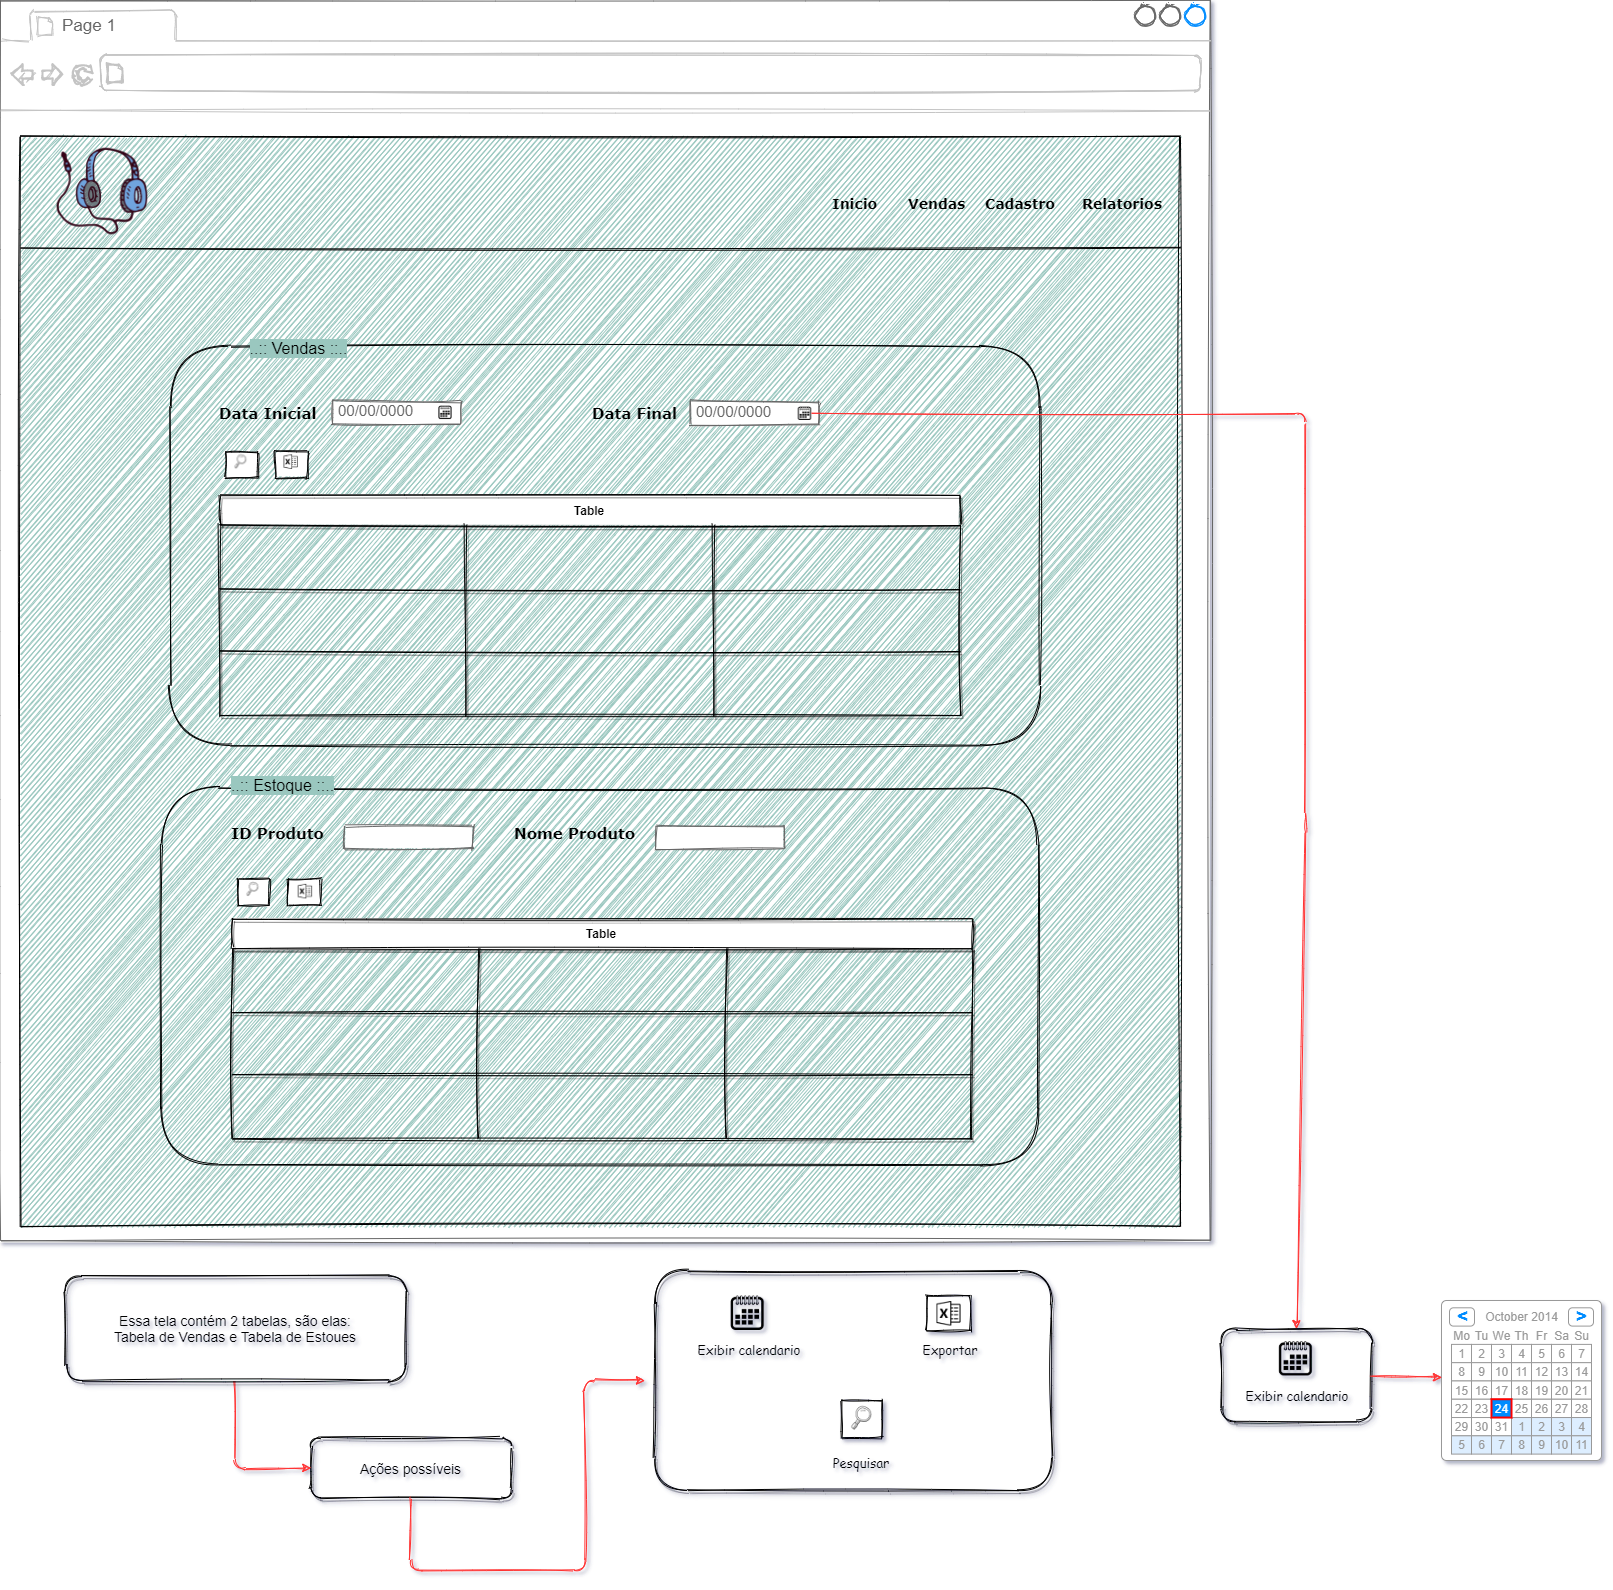 Page 1
Inicio Vendas Cadastro Relatorios
..:: Vendas ::..
Data Inicial 00/00/0000 Data Final 00/00/0000
Table
..:: Estoque ::..
ID Produto Nome Produto
Table
Essa tela contém 2 tabelas, são elas:
Tabela de Vendas e Tabela de Estoues
Ações possíveis
Exibir calendario
Exportar
Pesquisar
Exibir calendario
< October 2014 >
Mo Tu We Th Fr Sa Su
1 2 3 4 5 6 7
8 9 10 11 12 13 14
15 16 17 18 19 20 21
22 23 24 25 26 27 28
29 30 31 1 2 3 4
5 6 7 8 9 10 11